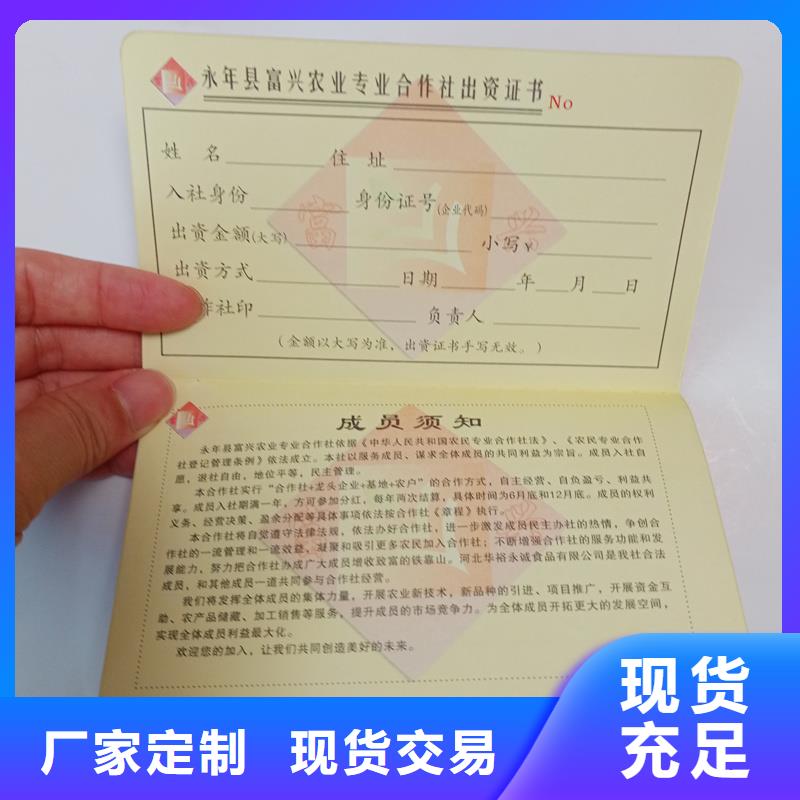 永年县富兴农业专业合作社出资证书 No
姓 名 住 址
入社身份 身份证号(企业代码)
出资金额(大写) 小写¥
出资方式 日期 年 月 日
作社印 负责人
(金额以大写为准，出资证书手写无效。)
富 兴
成员须知
永年县富兴农业专业合作社依据《中华人民共和国农民专业合作社法》、《农民专业合作
社登记管理条例》依法成立。本社以服务成员、谋求全体成员的共同利益为宗旨。成员入社自
愿，退社自由，地位平等，民主管理。
本合作社实行“合作社+龙头企业+基地+农户”的合作方式，自主经营、自负盈亏、利益共
享。成员入社期满一年，方可参加分红，每年两次结算，具体时间为6月底和12月底。成员的权利
义务、经营决策、盈余分配等具体事项依法按合作社《章程》执行。
本合作社将自觉遵守法律法规，依法办好合作社，进一步激发成员民主办社的热情，争创合
作社的一流管理和一流效益，凝聚和吸引更多农民加入合作社；不断增强合作社的服务功能和发
展能力，努力把合作社办成广大成员增收致富的铁靠山。河北华裕永诚食品有限公司是我社合法
成员，和其他成员一道共同参与合作社经营。
我们将发挥全体成员的集体力量，开展农业新技术，新品种的引进、项目推广，开展资金互
助、农产品储藏、加工销售等服务，提升成员的市场竞争力。为全体成员开拓更大的发展空间，
实现全体成员利益最大化。
欢迎您的加入，让我们共同创造美好的未来。
厂家定制 现货交易
现货
充足